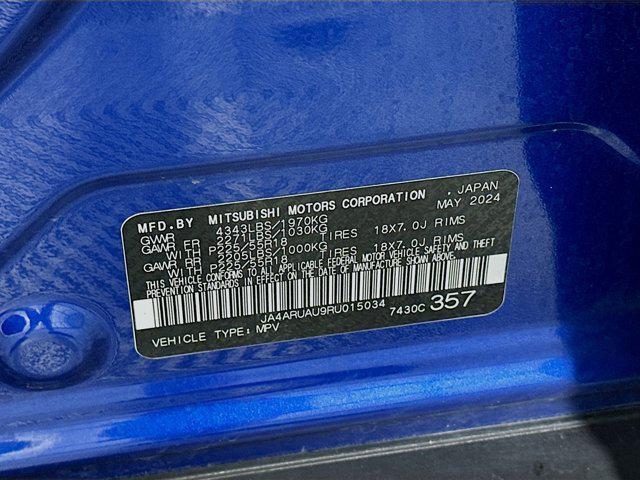 MFD.BY MITSUBISHI MOTORS CORPORATION , JAPAN
GVWR 4343LBS/1970KG MAY 2024
GAWR FR 2271LBS/1030KG
WITH P225/55R18 TIRES 18X7.0J RIMS
GAWR RR 2205LBS/1000KG
WITH P225/55R18 TIRES 18X7.0J RIMS
THIS VEHICLE CONFORMS TO ALL APPLICABLE FEDERAL MOTOR VEHICLE SAFETY AND THEFT
PREVENTION STANDARDS IN EFFECT ON THE DATE OF MANUFACTURE SHOWN ABOVE.
JA4ARUAU9RU015034 7430C 357
VEHICLE TYPE: MPV